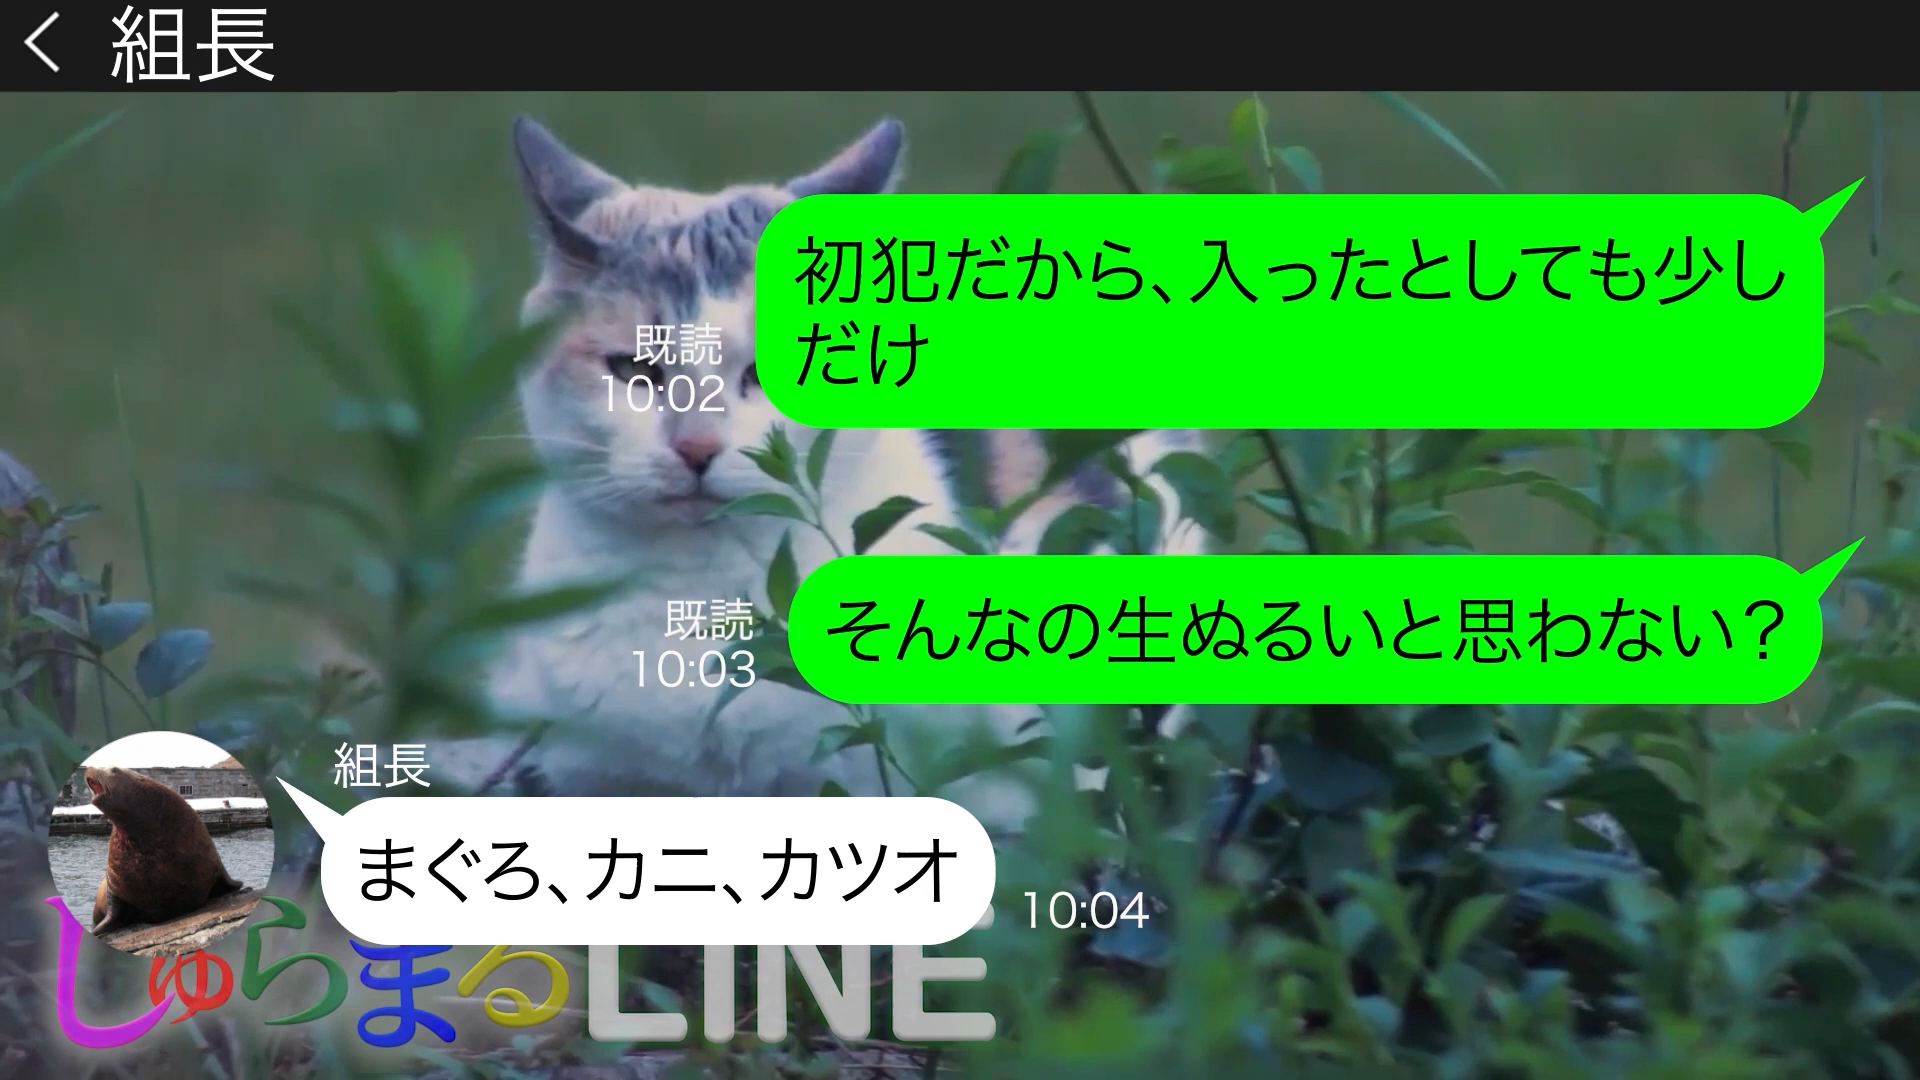 組長
初犯だから、入ったとしても少し
だけ
既読
10:02
そんなの生ぬるいと思わない？
既読
10:03
組長
まぐろ、カニ、カツオ
10:04
しゅらまるLINE